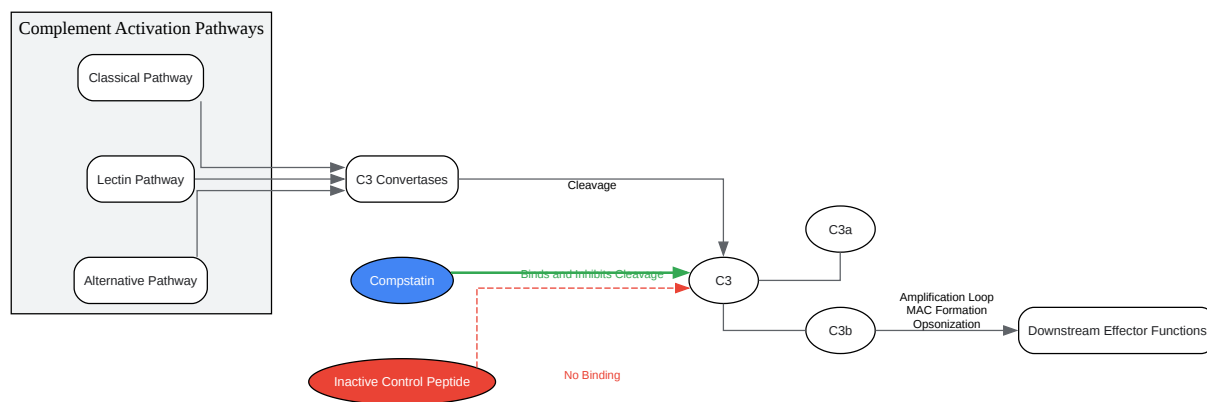 Complement Activation Pathways
Classical Pathway
Lectin Pathway
Alternative Pathway
C3 Convertases
Cleavage
Compstatin
Binds and Inhibits Cleavage
Inactive Control Peptide
No Binding
C3
C3a
C3b
Amplification Loop
MAC Formation
Opsonization
Downstream Effector Functions